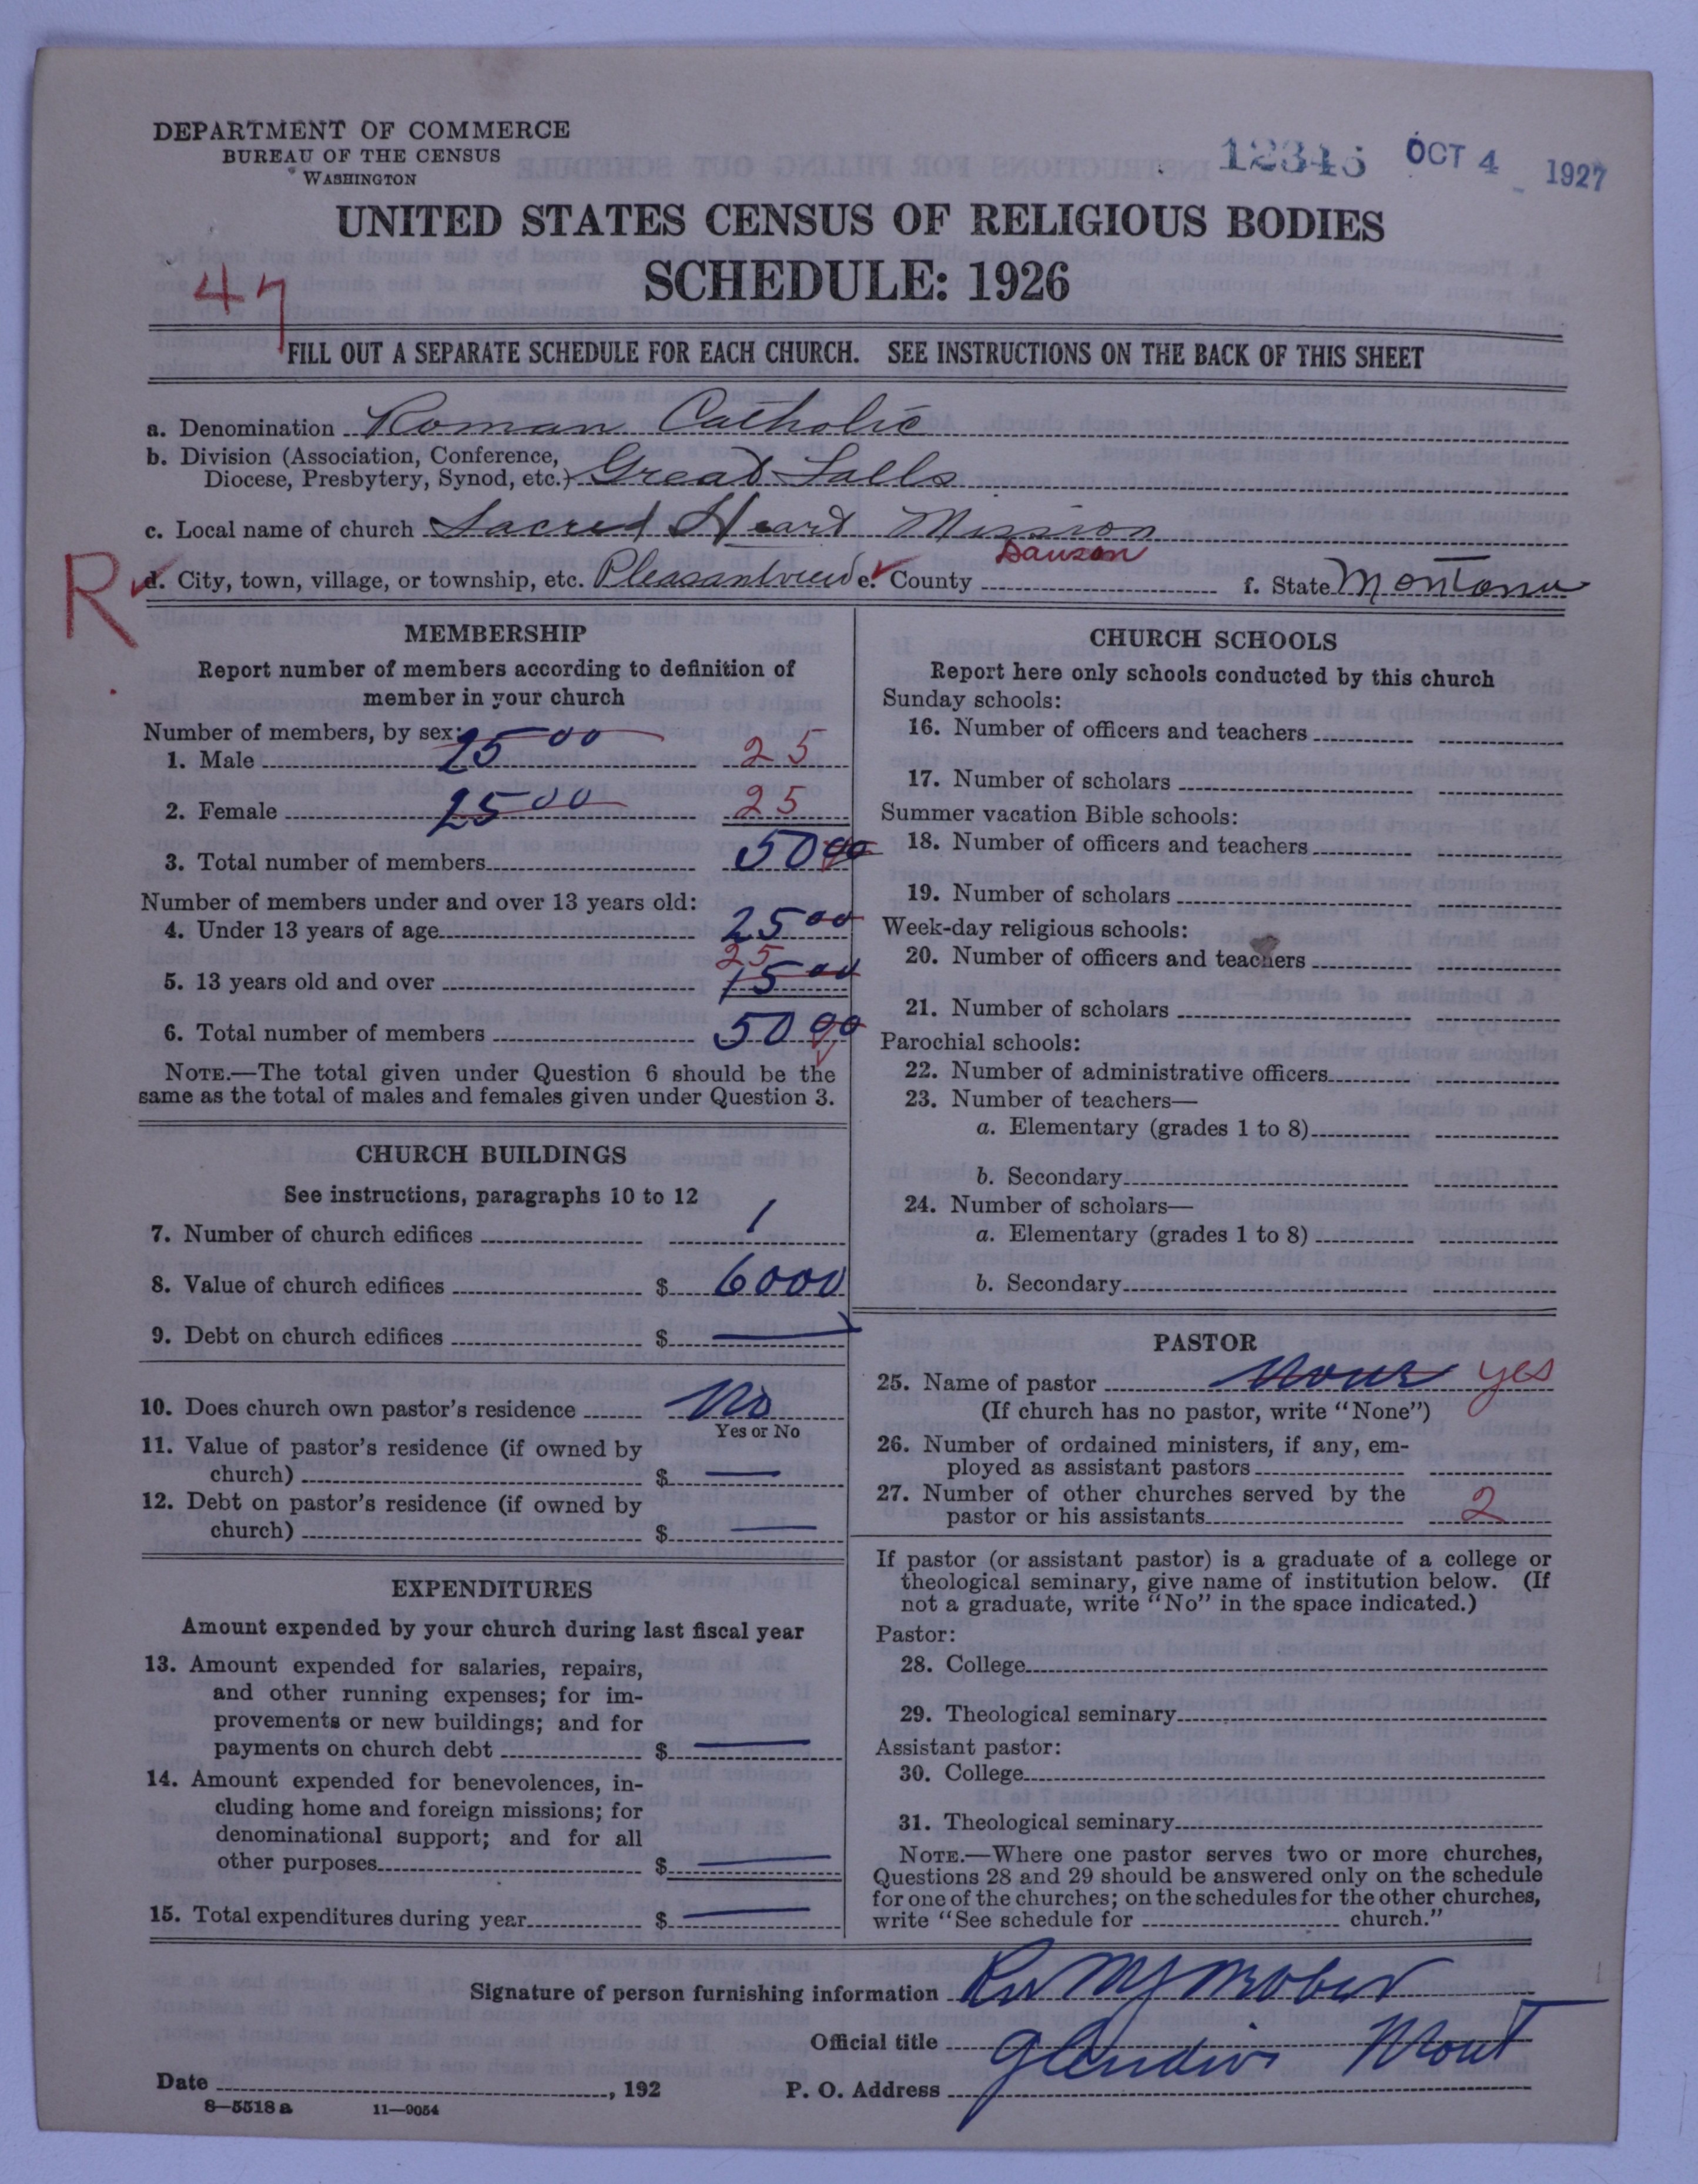 DEPARTMENT OF COMMERCE
BUREAU OF THE CENSUS
WASHINGTON
12346 OCT 4 1927
UNITED STATES CENSUS OF RELIGIOUS BODIES
SCHEDULE: 1926
47
FILL OUT A SEPARATE SCHEDULE FOR EACH CHURCH. SEE INSTRUCTIONS ON THE BACK OF THIS SHEET
a. Denomination Roman Catholic
b. Division (Association, Conference,
Diocese, Presbytery, Synod, etc.) Great Falls
c. Local name of church Sacred Heart Mission
R d. City, town, village, or township, etc. Pleasantview e. County Dawson f. State Montana
MEMBERSHIP
Report number of members according to definition of
member in your church
Number of members, by sex:
1. Male 25 00 25
2. Female 25 00 25
3. Total number of members 50 00
Number of members under and over 13 years old:
4. Under 13 years of age 25 00
25
5. 13 years old and over 15 00
6. Total number of members 50 00
NOTE.—The total given under Question 6 should be the
same as the total of males and females given under Question 3.
CHURCH BUILDINGS
See instructions, paragraphs 10 to 12
7. Number of church edifices 1
8. Value of church edifices $ 6000
9. Debt on church edifices $ —
10. Does church own pastor's residence No
Yes or No
11. Value of pastor's residence (if owned by
church) $ —
12. Debt on pastor's residence (if owned by
church) $ —
EXPENDITURES
Amount expended by your church during last fiscal year
13. Amount expended for salaries, repairs,
and other running expenses; for im-
provements or new buildings; and for
payments on church debt $ —
14. Amount expended for benevolences, in-
cluding home and foreign missions; for
denominational support; and for all
other purposes $ —
15. Total expenditures during year $ —
CHURCH SCHOOLS
Report here only schools conducted by this church
Sunday schools:
16. Number of officers and teachers
17. Number of scholars
Summer vacation Bible schools:
18. Number of officers and teachers
19. Number of scholars
Week-day religious schools:
20. Number of officers and teachers
21. Number of scholars
Parochial schools:
22. Number of administrative officers
23. Number of teachers—
a. Elementary (grades 1 to 8)
b. Secondary
24. Number of scholars—
a. Elementary (grades 1 to 8)
b. Secondary
PASTOR
25. Name of pastor None yes
(If church has no pastor, write "None")
26. Number of ordained ministers, if any, em-
ployed as assistant pastors
27. Number of other churches served by the
pastor or his assistants 2
If pastor (or assistant pastor) is a graduate of a college or
theological seminary, give name of institution below. (If
not a graduate, write "No" in the space indicated.)
Pastor:
28. College
29. Theological seminary
Assistant pastor:
30. College
31. Theological seminary
NOTE.—Where one pastor serves two or more churches,
Questions 28 and 29 should be answered only on the schedule
for one of the churches; on the schedules for the other churches,
write "See schedule for church."
Signature of person furnishing information Rev
Official title
Date , 192 P. O. Address Glendive Mont
8—5518 a 11—9054